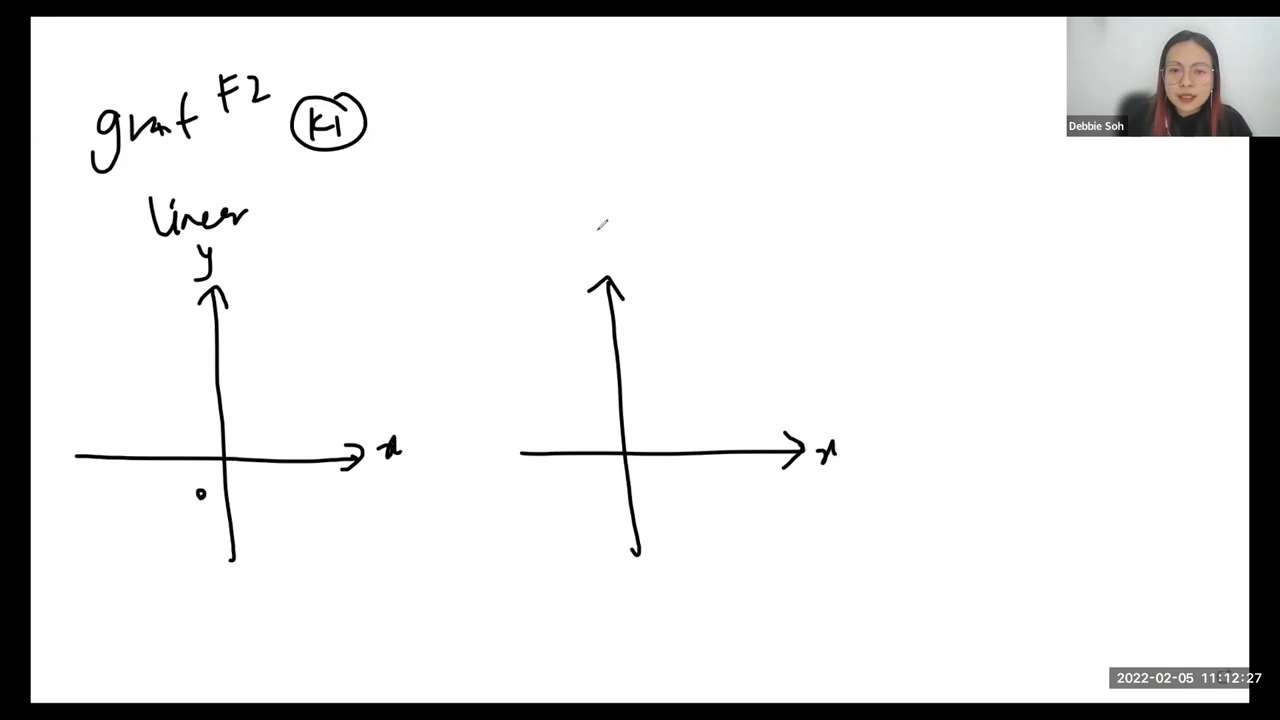 graf F2 K1
Linear
y
x
0
x
Debbie Soh
2022-02-05 11:12:27